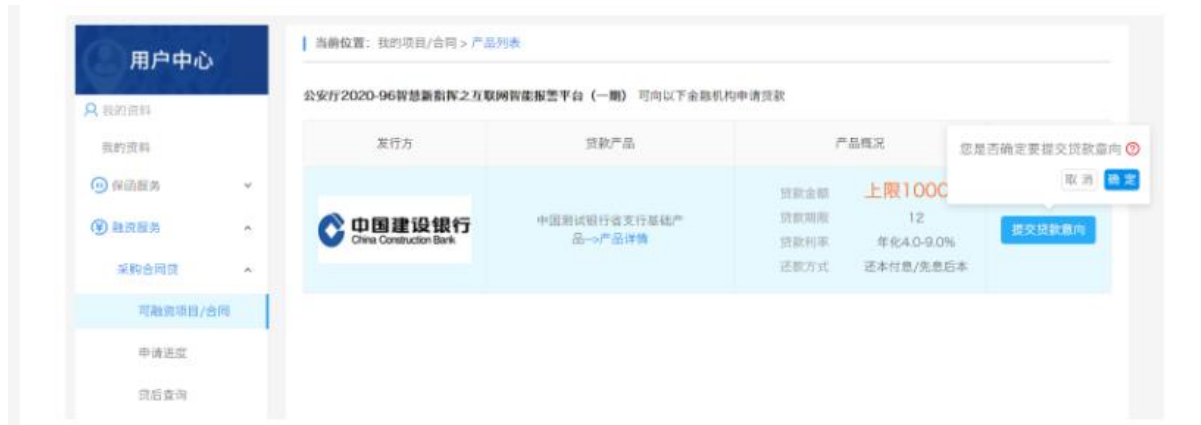 用户中心
当前位置：我的项目/合同 > 产品列表
公安厅2020-96智慧新指挥之互联网智能报警平台（一期） 可向以下金融机构申请贷款
我的资料
我的资料
保函服务
融资服务
采购合同贷
可融资项目/合同
申请进度
贷后查询
发行方
贷款产品
产品概况
您是否确定要提交贷款意向
取消
确定
中国建设银行
China Construction Bank
中国测试银行省支行基础产
品-->产品详情
贷款金额 上限1000
贷款期限 12
贷款利率 年化4.0-9.0%
还款方式 还本付息/先息后本
提交贷款意向